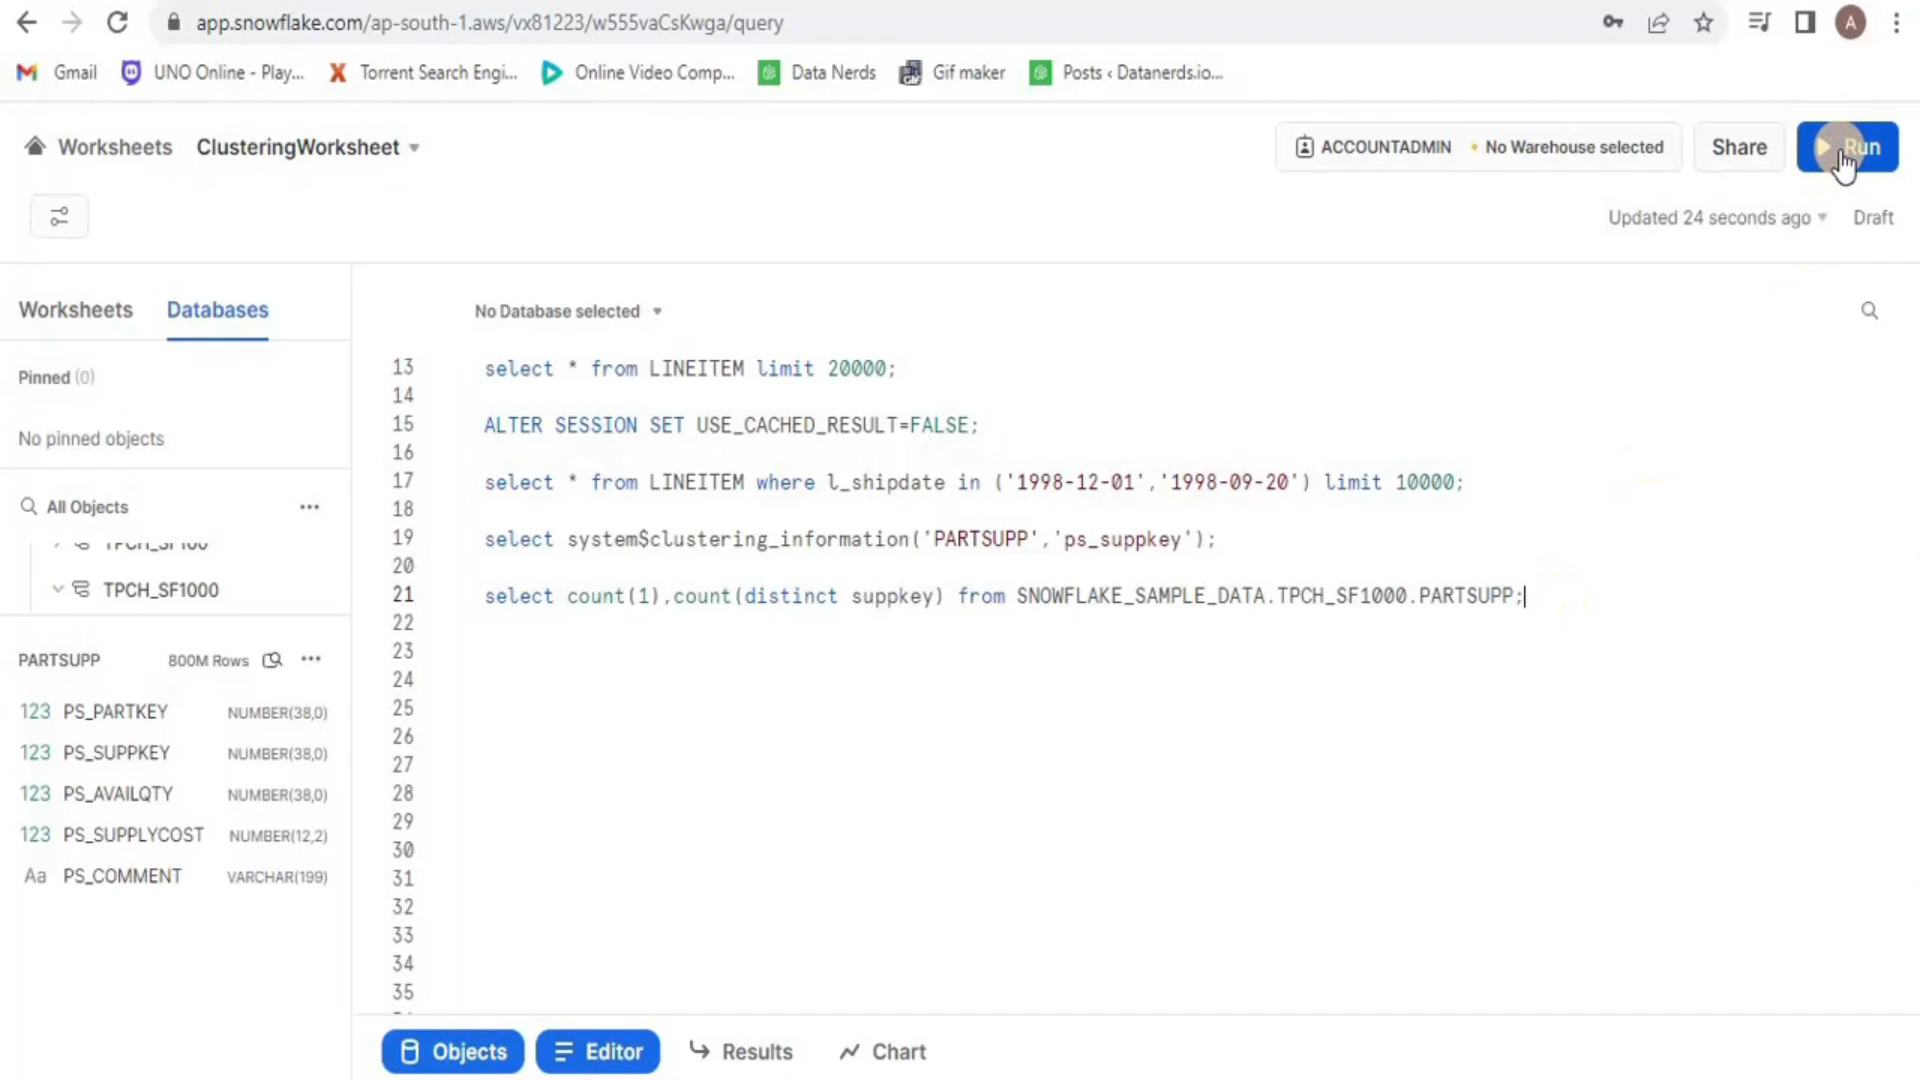 app.snowflake.com/ap-south-1.aws/vx81223/w555vaCsKwga/query
A
Gmail
UNO Online - Play...
Torrent Search Engi...
Online Video Comp...
Data Nerds
Gif maker
Posts ‹ Datanerds.io...
Worksheets
ClusteringWorksheet
ACCOUNTADMIN
No Warehouse selected
Share
Run
Updated 24 seconds ago
Draft
Worksheets
Databases
No Database selected
Pinned (0)
No pinned objects
All Objects
TPCH_SF100
TPCH_SF1000
PARTSUPP 800M Rows
123 PS_PARTKEY NUMBER(38,0)
123 PS_SUPPKEY NUMBER(38,0)
123 PS_AVAILQTY NUMBER(38,0)
123 PS_SUPPLYCOST NUMBER(12,2)
Aa PS_COMMENT VARCHAR(199)
13 select * from LINEITEM limit 20000;
14
15 ALTER SESSION SET USE_CACHED_RESULT=FALSE;
16
17 select * from LINEITEM where l_shipdate in ('1998-12-01','1998-09-20') limit 10000;
18
19 select system$clustering_information('PARTSUPP','ps_suppkey');
20
21 select count(1),count(distinct suppkey) from SNOWFLAKE_SAMPLE_DATA.TPCH_SF1000.PARTSUPP;
22
23
24
25
26
27
28
29
30
31
32
33
34
35
Objects
Editor
Results
Chart